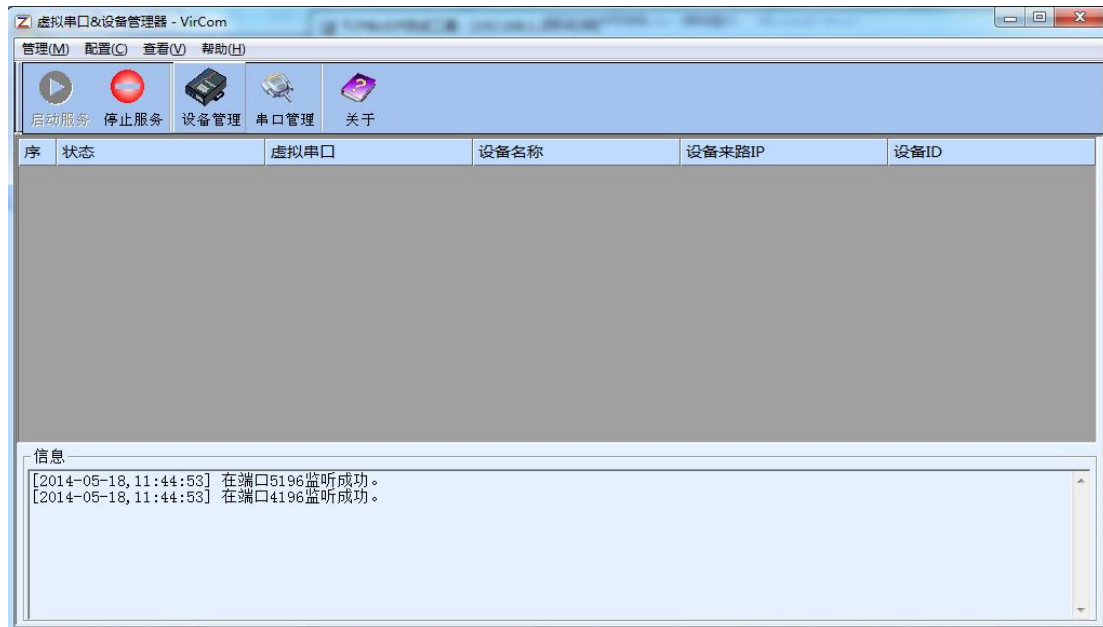 虚拟串口&设备管理器 - VirCom
管理(M) 配置(C) 查看(V) 帮助(H)
启动服务 停止服务 设备管理 串口管理 关于
序 状态 虚拟串口 设备名称 设备来路IP 设备ID
信息
[2014-05-18,11:44:53] 在端口5196监听成功。
[2014-05-18,11:44:53] 在端口4196监听成功。